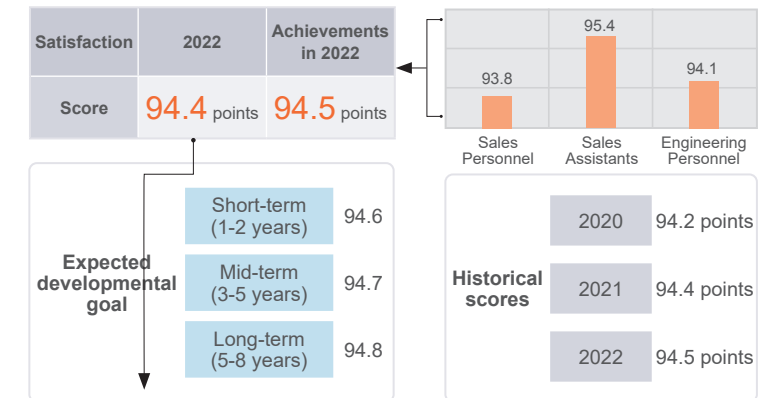 Satisfaction
2022
Achievements
in 2022
Score
94.4 points
94.5 points
93.8
95.4
94.1
Sales
Personnel
Sales
Assistants
Engineering
Personnel
Expected
developmental
goal
Short-term
(1-2 years)
94.6
Mid-term
(3-5 years)
94.7
Long-term
(5-8 years)
94.8
Historical
scores
2020
94.2 points
2021
94.4 points
2022
94.5 points